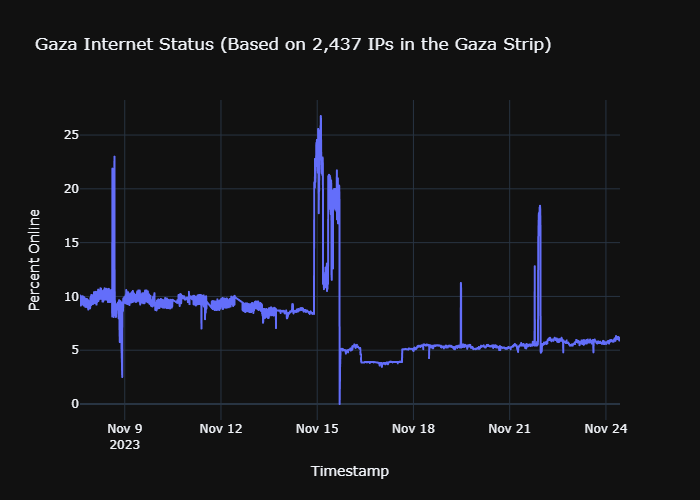 Gaza Internet Status (Based on 2,437 IPs in the Gaza Strip)
Percent Online
25
20
15
10
5
0
Nov 9
2023
Nov 12
Nov 15
Nov 18
Nov 21
Nov 24
Timestamp